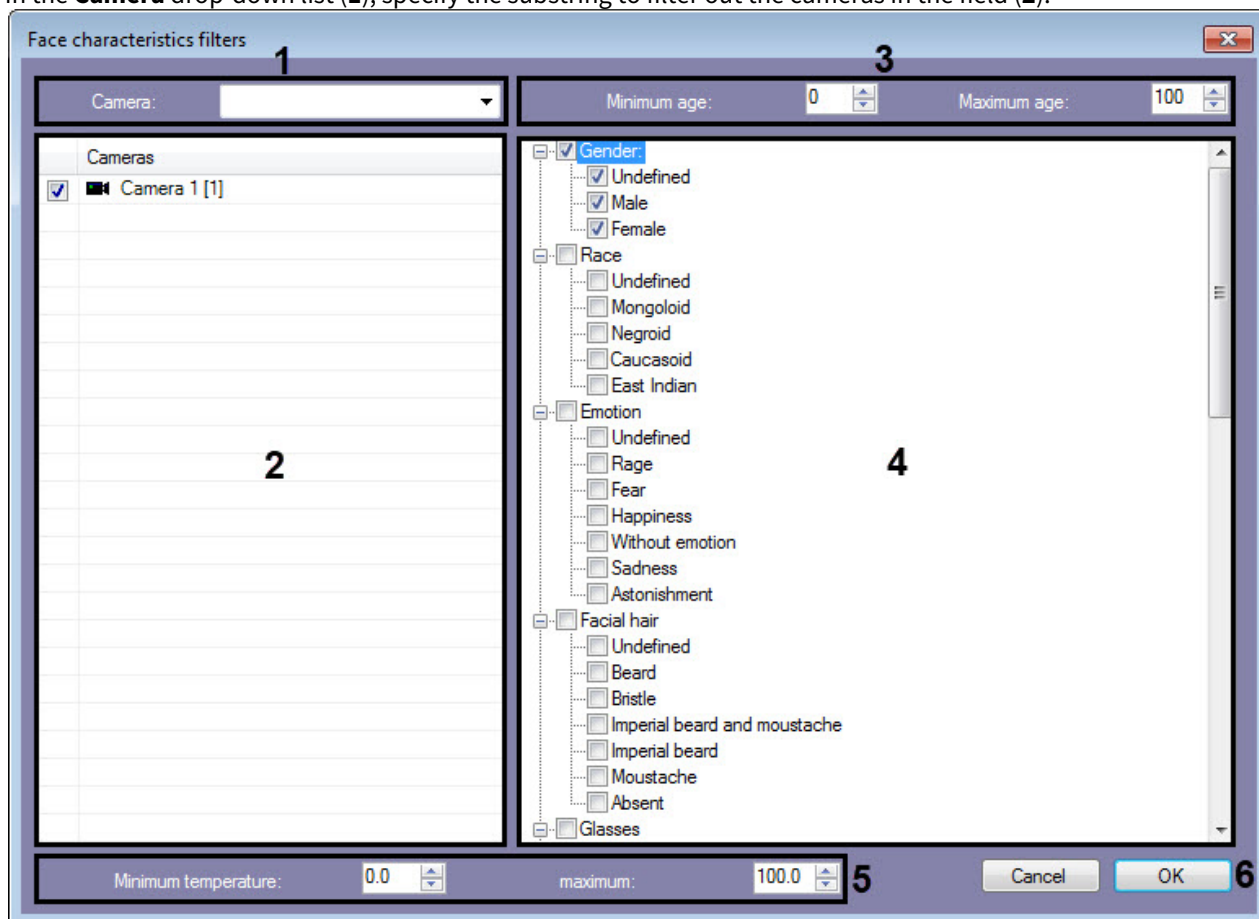 In the Camera drop-down list (1), specify the substring to filter out the cameras in the field (2).
Face characteristics filters
1
3
Camera:
Minimum age: 0 Maximum age: 100
Cameras
Camera 1 [1]
2
Gender:
Undefined
Male
Female
Race
Undefined
Mongoloid
Negroid
Caucasoid
East Indian
Emotion
Undefined
Rage
Fear
Happiness
Without emotion
Sadness
Astonishment
Facial hair
Undefined
Beard
Bristle
Imperial beard and moustache
Imperial beard
Moustache
Absent
Glasses
4
Minimum temperature: 0.0 maximum: 100.0 5
Cancel OK 6